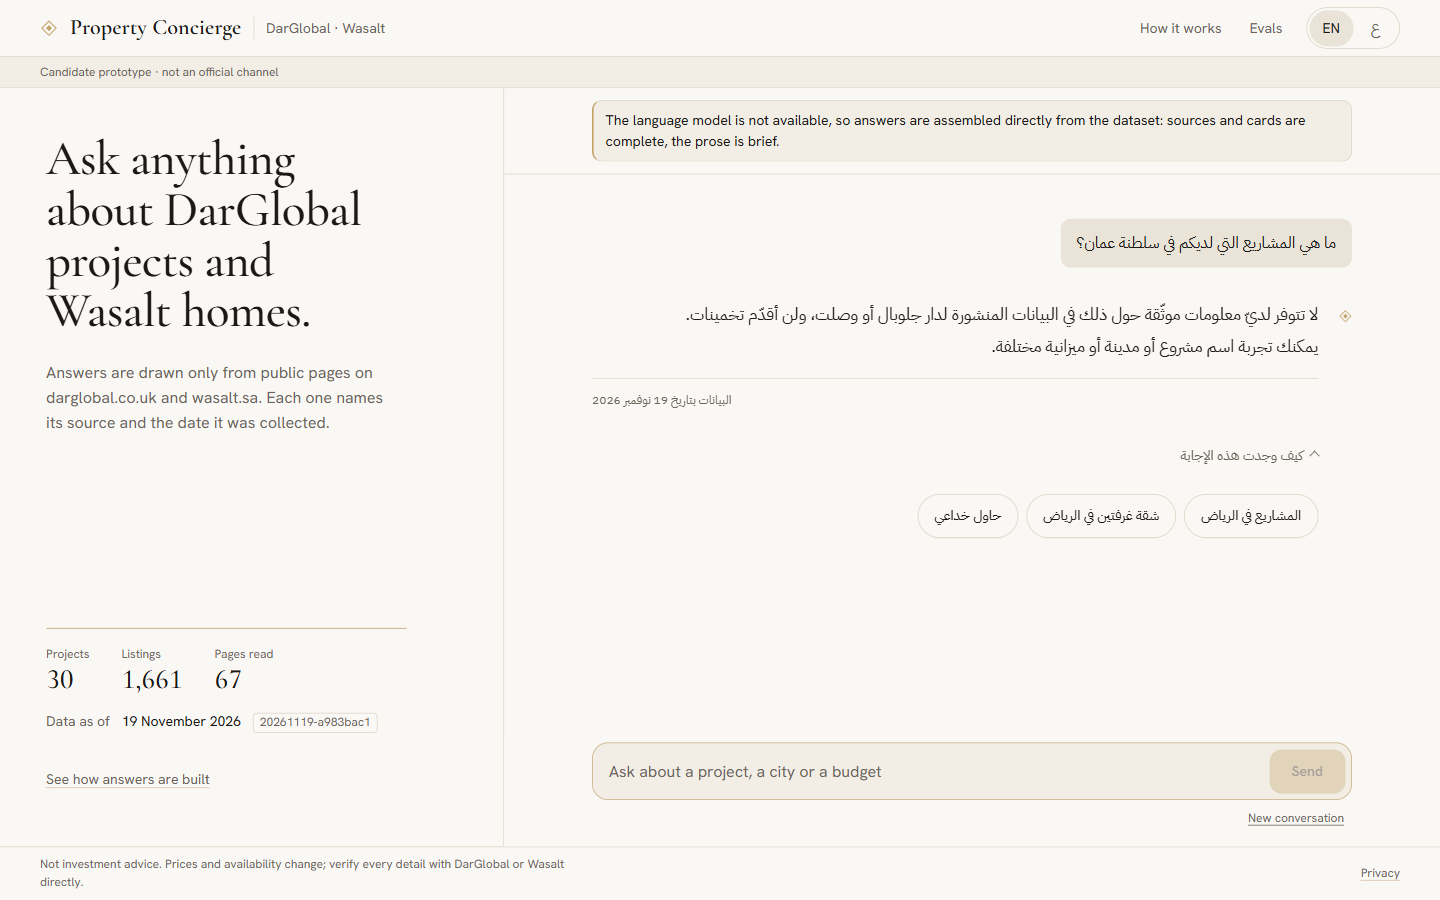 Property Concierge
DarGlobal · Wasalt
How it works
Evals
EN
ع
Candidate prototype · not an official channel
Ask anything
about DarGlobal
projects and
Wasalt homes.
Answers are drawn only from public pages on
darglobal.co.uk and wasalt.sa. Each one names
its source and the date it was collected.
Projects
30
Listings
1,661
Pages read
67
Data as of 19 November 2026 20261119-a983bac1
See how answers are built
The language model is not available, so answers are assembled directly from the dataset: sources and cards are
complete, the prose is brief.
ما هي المشاريع التي لديكم في سلطنة عمان؟
لا تتوفر لديّ معلومات موثّقة حول ذلك في البيانات المنشورة لدار جلوبال أو وصلت، ولن أقدّم تخمينات.
يمكنك تجربة اسم مشروع أو مدينة أو ميزانية مختلفة.
البيانات بتاريخ 19 نوفمبر 2026
كيف وجدت هذه الإجابة
المشاريع في الرياض
شقة غرفتين في الرياض
حاول خداعي
Ask about a project, a city or a budget
Send
New conversation
Not investment advice. Prices and availability change; verify every detail with DarGlobal or Wasalt
directly.
Privacy